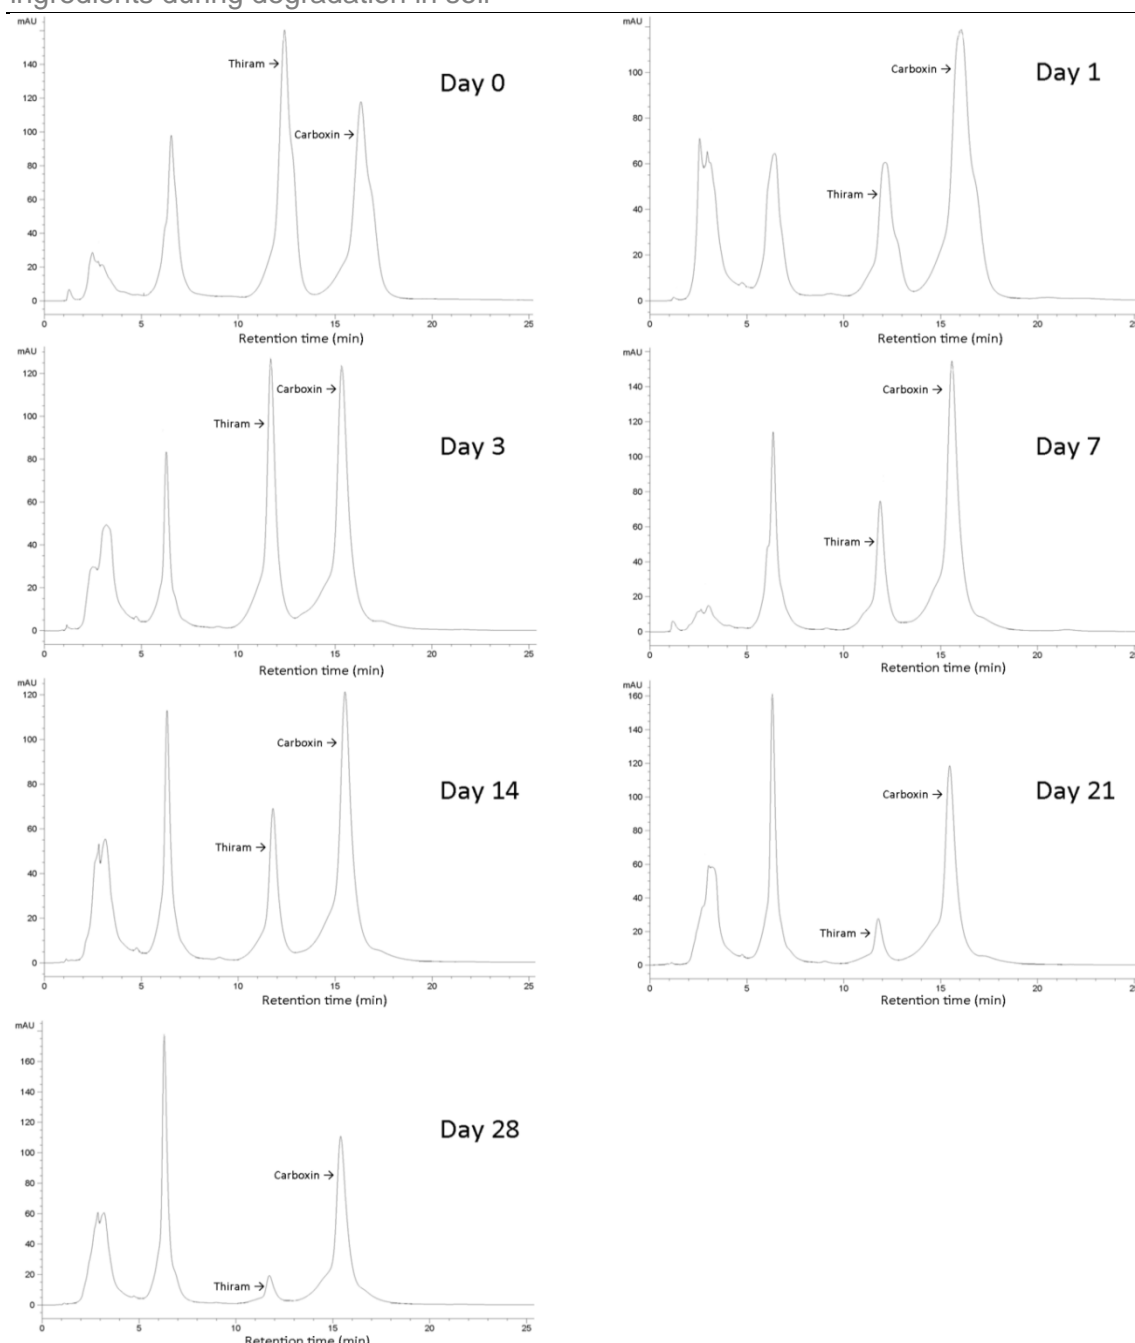 ingredients during degradation in soil
mAU
140
120
100
80
60
40
20
0
Thiram →
Carboxin →
Day 0
0 5 10 15 20 25
Retention time (min)
mAU
100
80
60
40
20
0
Carboxin →
Thiram →
Day 1
0 5 10 15 20 25
Retention time (min)
mAU
120
100
80
60
40
20
0
Carboxin →
Thiram →
Day 3
0 5 10 15 20 25
Retention time (min)
mAU
140
120
100
80
60
40
20
0
Carboxin →
Thiram →
Day 7
0 5 10 15 20 25
Retention time (min)
mAU
120
100
80
60
40
20
0
Carboxin →
Thiram →
Day 14
0 5 10 15 20 25
Retention time (min)
mAU
160
140
120
100
80
60
40
20
0
Carboxin →
Thiram →
Day 21
0 5 10 15 20 25
Retention time (min)
mAU
160
140
120
100
80
60
40
20
0
Carboxin →
Thiram →
Day 28
0 5 10 15 20 25
Retention time (min)